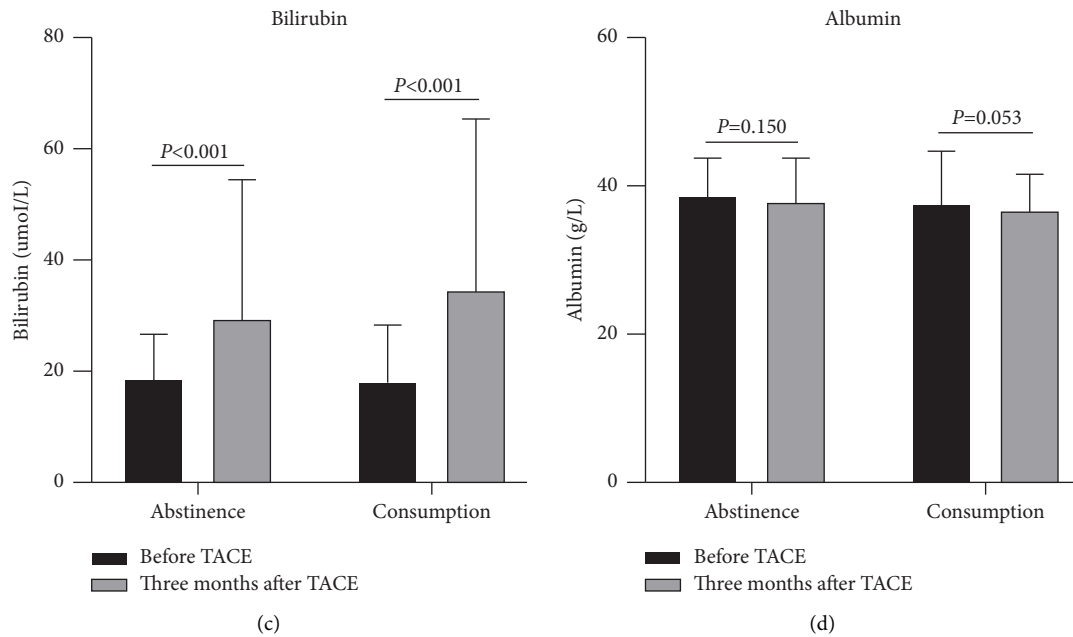 Bilirubin
80
60
40
20
0
Bilirubin (umol/L)
P<0.001
P<0.001
Abstinence
Consumption
Before TACE
Three months after TACE
(c)
Albumin
60
40
20
0
Albumin (g/L)
P=0.150
P=0.053
Abstinence
Consumption
Before TACE
Three months after TACE
(d)